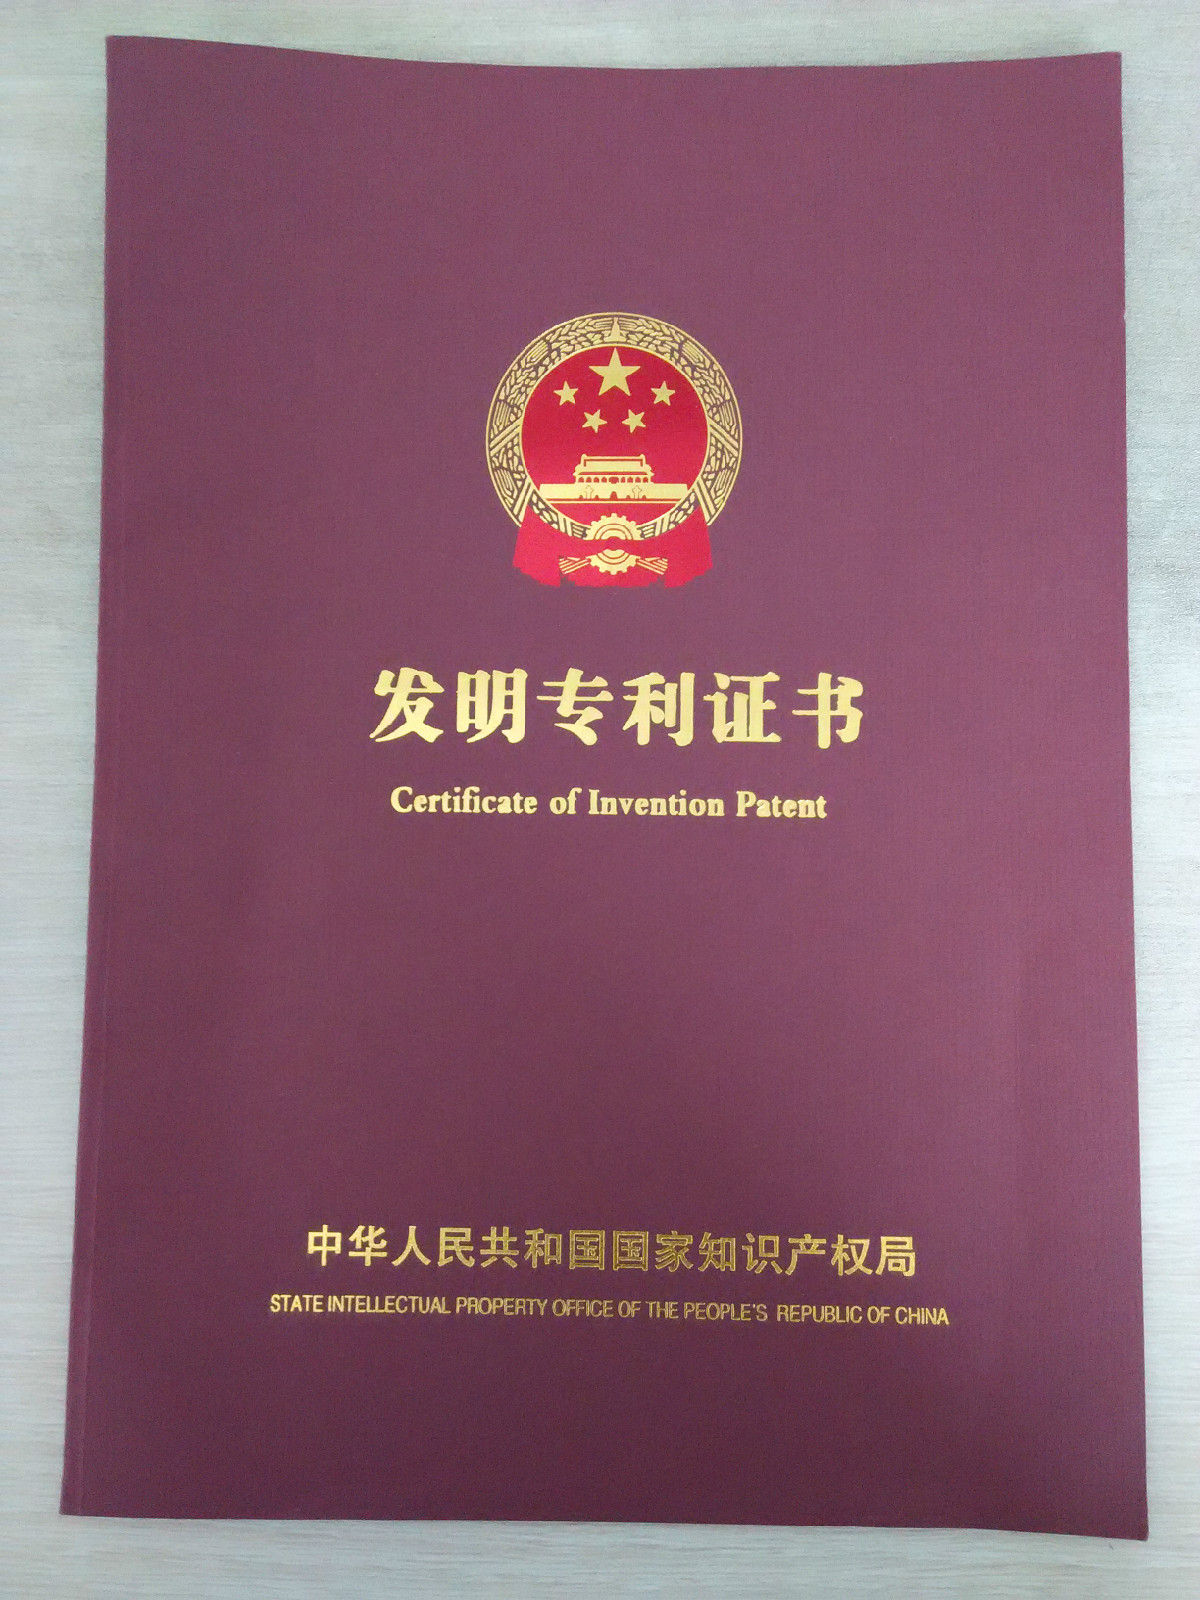 发明专利证书
Certificate of Invention Patent
中华人民共和国国家知识产权局
STATE INTELLECTUAL PROPERTY OFFICE OF THE PEOPLE'S REPUBLIC OF CHINA